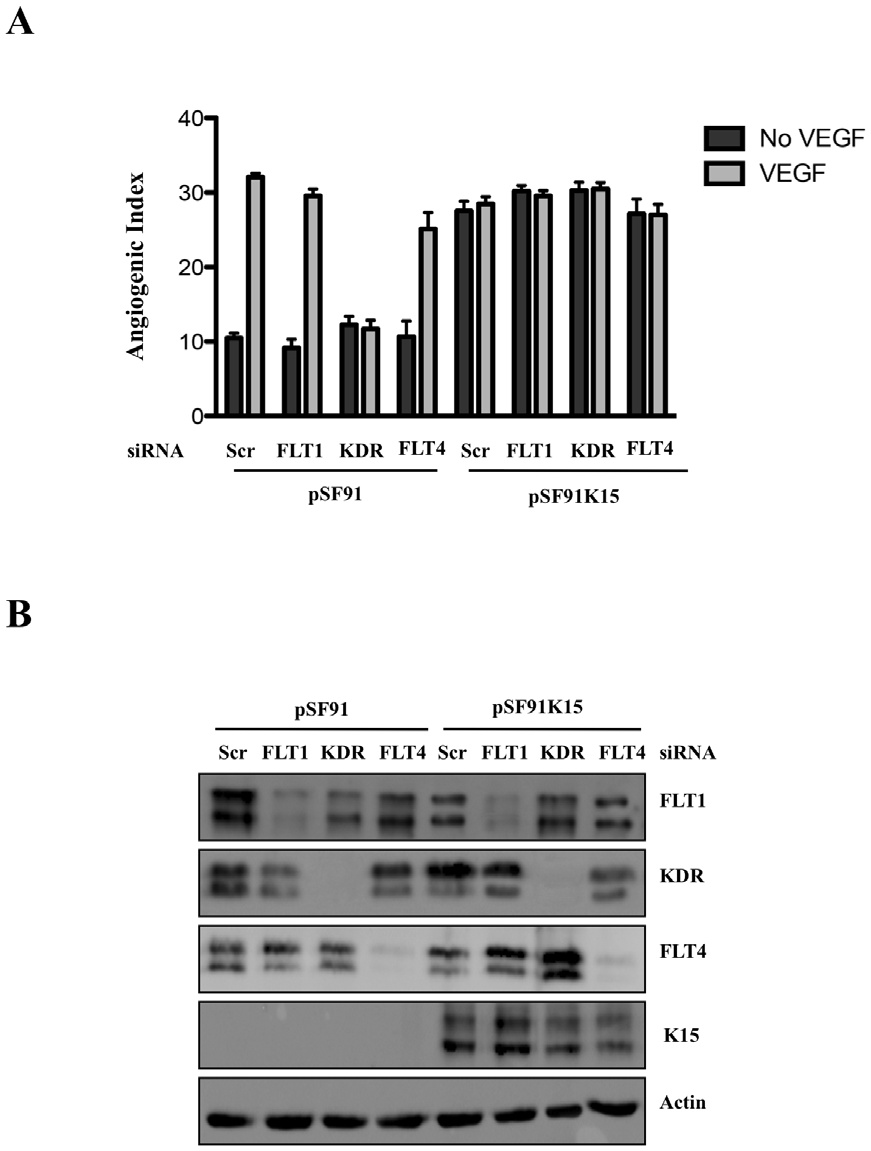 A
40
30
20
10
0
Angiogenic Index
No VEGF
VEGF
siRNA Scr FLT1 KDR FLT4 Scr FLT1 KDR FLT4
pSF91 pSF91K15
B
pSF91 pSF91K15
Scr FLT1 KDR FLT4 Scr FLT1 KDR FLT4 siRNA
FLT1
KDR
FLT4
K15
Actin